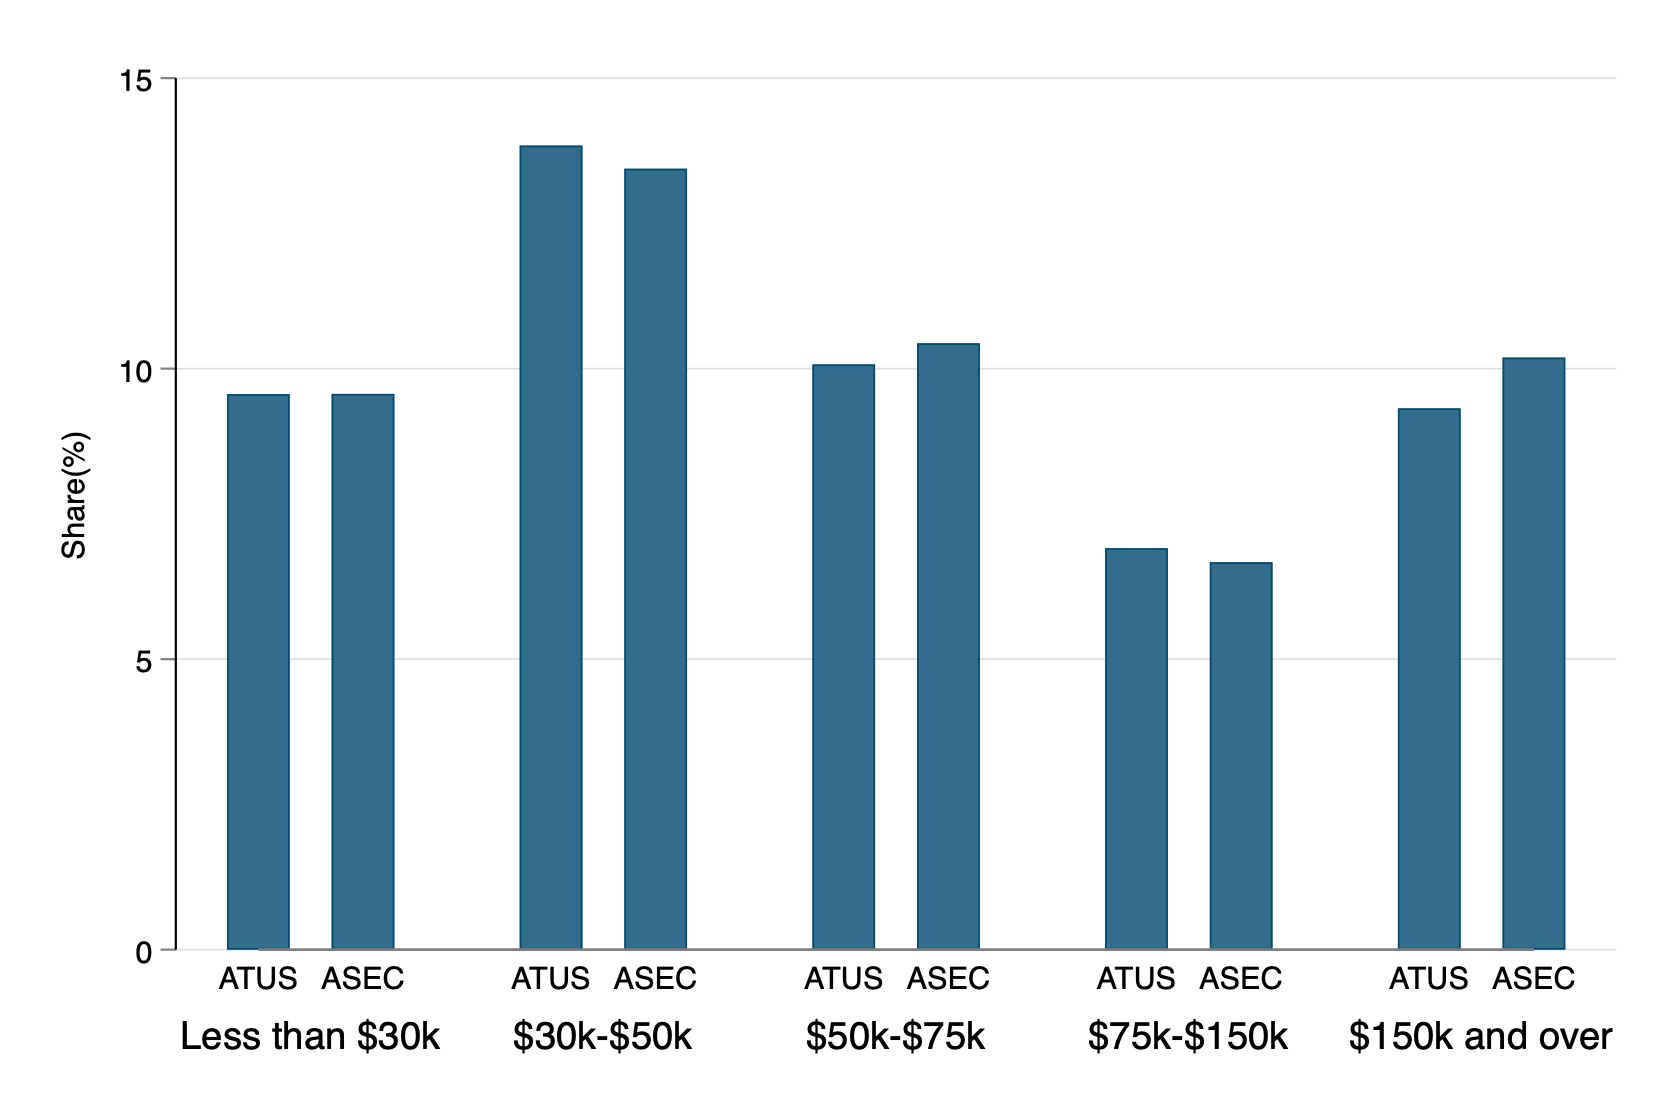 15
10
5
0
Share(%)
ATUS ASEC ATUS ASEC ATUS ASEC ATUS ASEC ATUS ASEC
Less than $30k $30k-$50k $50k-$75k $75k-$150k $150k and over